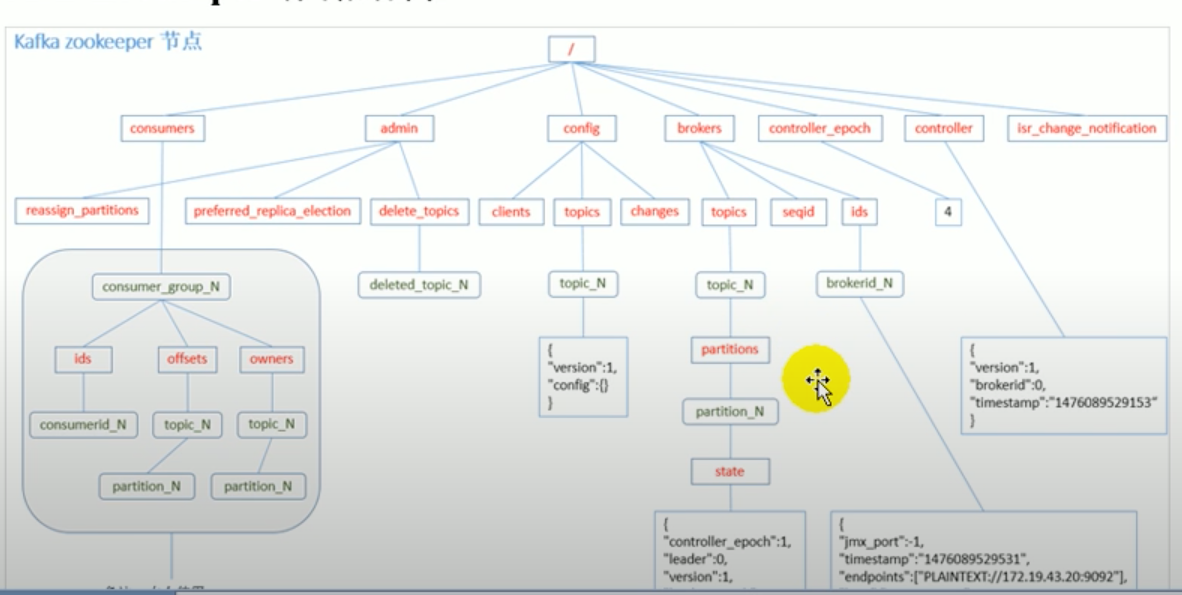 Kafka zookeeper 节点
/
consumers
admin
config
brokers
controller_epoch
controller
isr_change_notification
reassign_partitions
preferred_replica_election
delete_topics
clients
topics
changes
topics
seqid
ids
4
consumer_group_N
deleted_topic_N
topic_N
topic_N
brokerid_N
ids
offsets
owners
consumerid_N
topic_N
topic_N
partition_N
partition_N
{
"version":1,
"config":{}
}
partitions
partition_N
state
{
"version":1,
"brokerid":0,
"timestamp":"1476089529153"
}
{
"controller_epoch":1,
"leader":0,
"version":1,
{
"jmx_port":-1,
"timestamp":"1476089529531",
"endpoints":["PLAINTEXT://172.19.43.20:9092"],